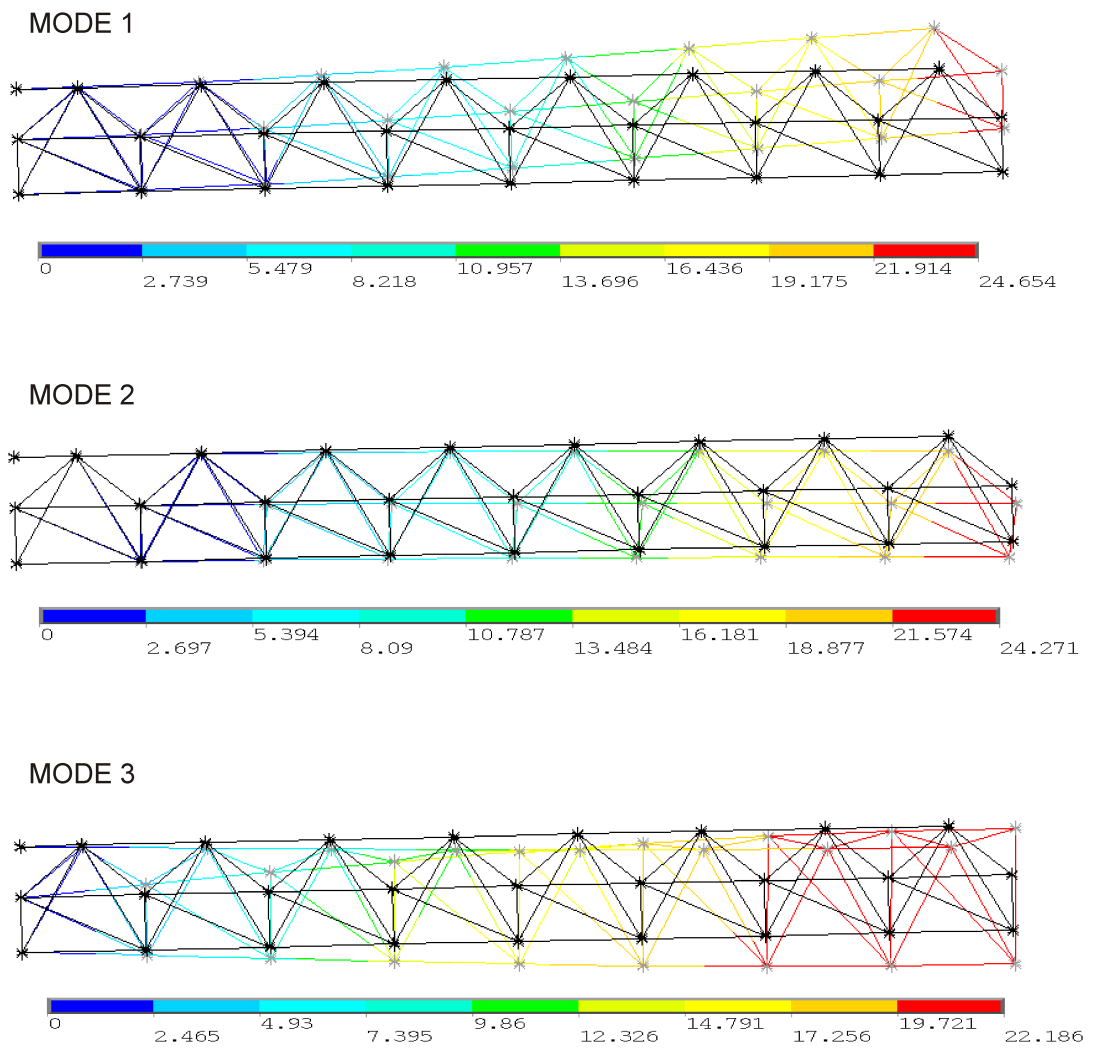 MODE 1
0 5.479 10.957 16.436 21.914
2.739 8.218 13.696 19.175 24.654
MODE 2
0 5.394 10.787 16.181 21.574
2.697 8.09 13.484 18.877 24.271
MODE 3
0 4.93 9.86 14.791 19.721
2.465 7.395 12.326 17.256 22.186